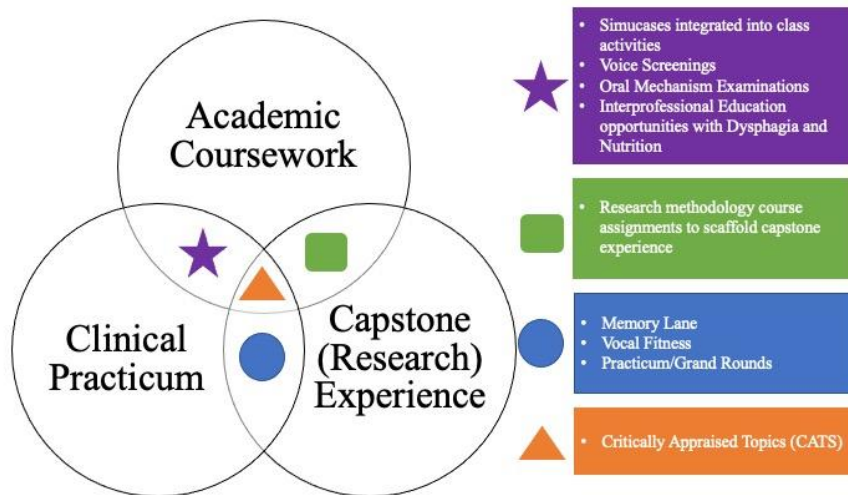 Academic
Coursework
Clinical
Practicum
Capstone
(Research)
Experience
• Simucases integrated into class
activities
• Voice Screenings
• Oral Mechanism Examinations
• Interprofessional Education
opportunities with Dysphagia and
Nutrition
• Research methodology course
assignments to scaffold capstone
experience
• Memory Lane
• Vocal Fitness
• Practicum/Grand Rounds
• Critically Appraised Topics (CATS)